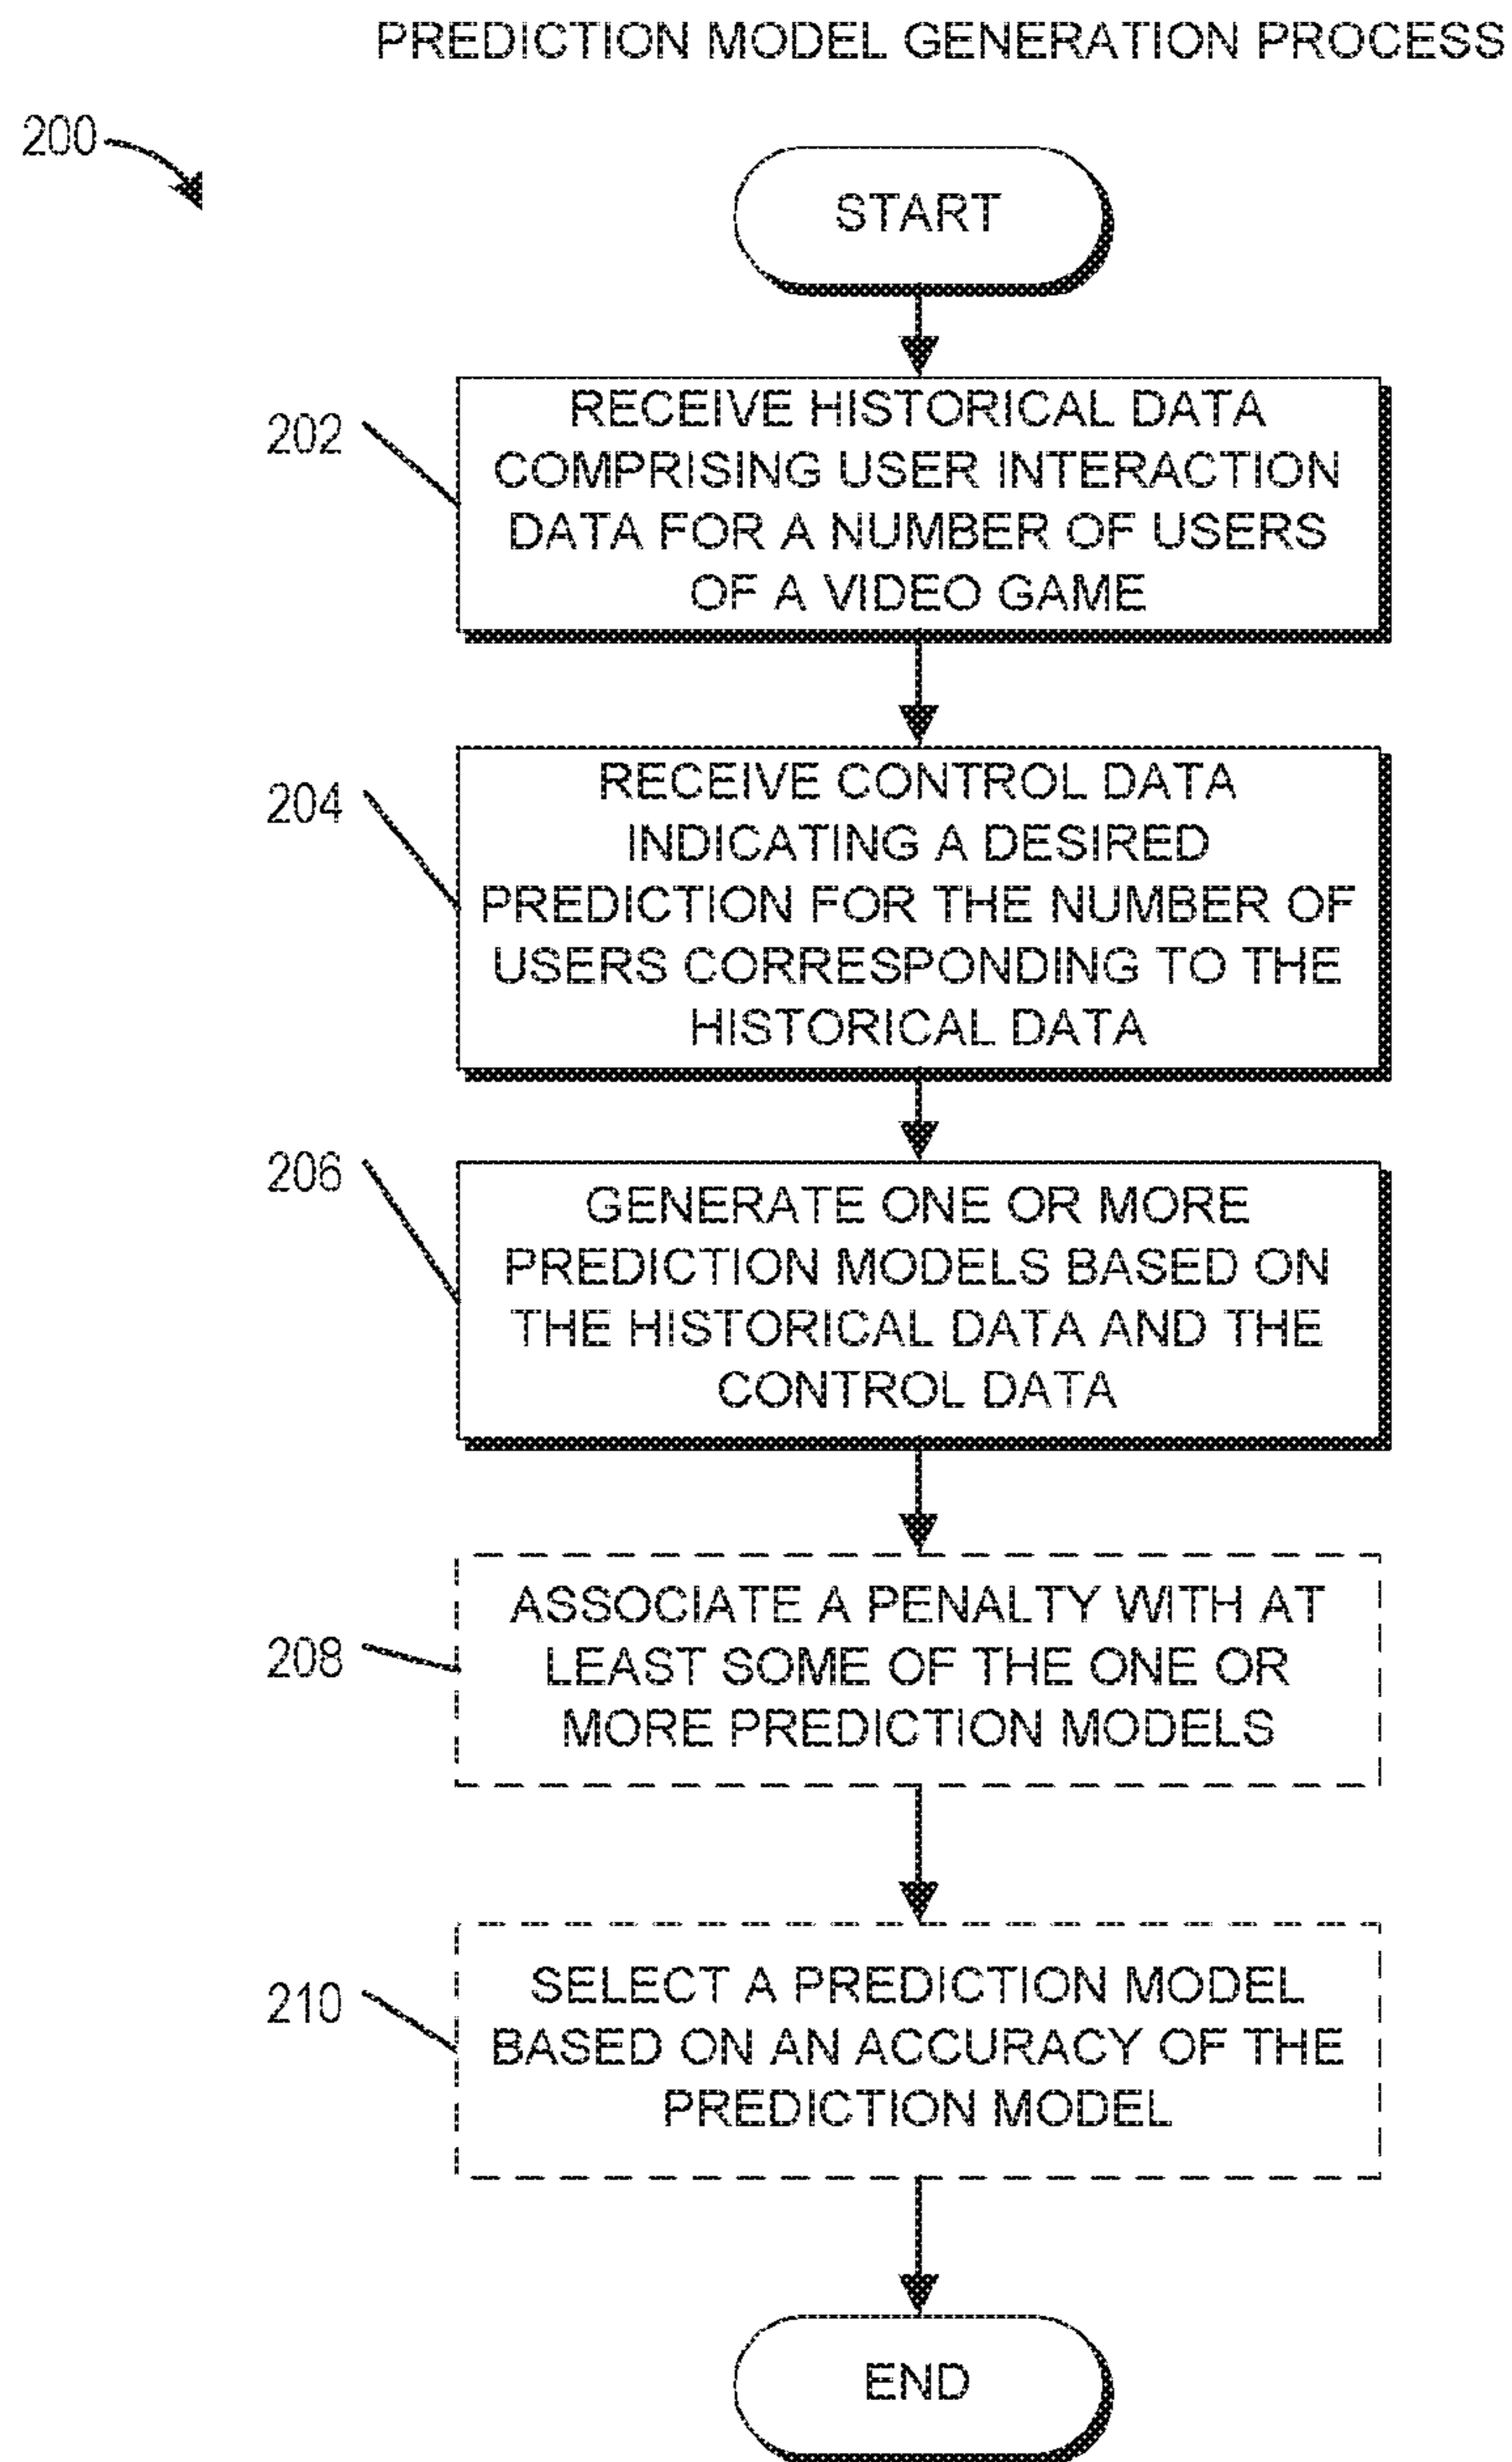 PREDICTION MODEL GENERATION PROCESS
200
START
202
RECEIVE HISTORICAL DATA
COMPRISING USER INTERACTION
DATA FOR A NUMBER OF USERS
OF A VIDEO GAME
204
RECEIVE CONTROL DATA
INDICATING A DESIRED
PREDICTION FOR THE NUMBER OF
USERS CORRESPONDING TO THE
HISTORICAL DATA
206
GENERATE ONE OR MORE
PREDICTION MODELS BASED ON
THE HISTORICAL DATA AND THE
CONTROL DATA
208
ASSOCIATE A PENALTY WITH AT
LEAST SOME OF THE ONE OR
MORE PREDICTION MODELS
210
SELECT A PREDICTION MODEL
BASED ON AN ACCURACY OF THE
PREDICTION MODEL
END